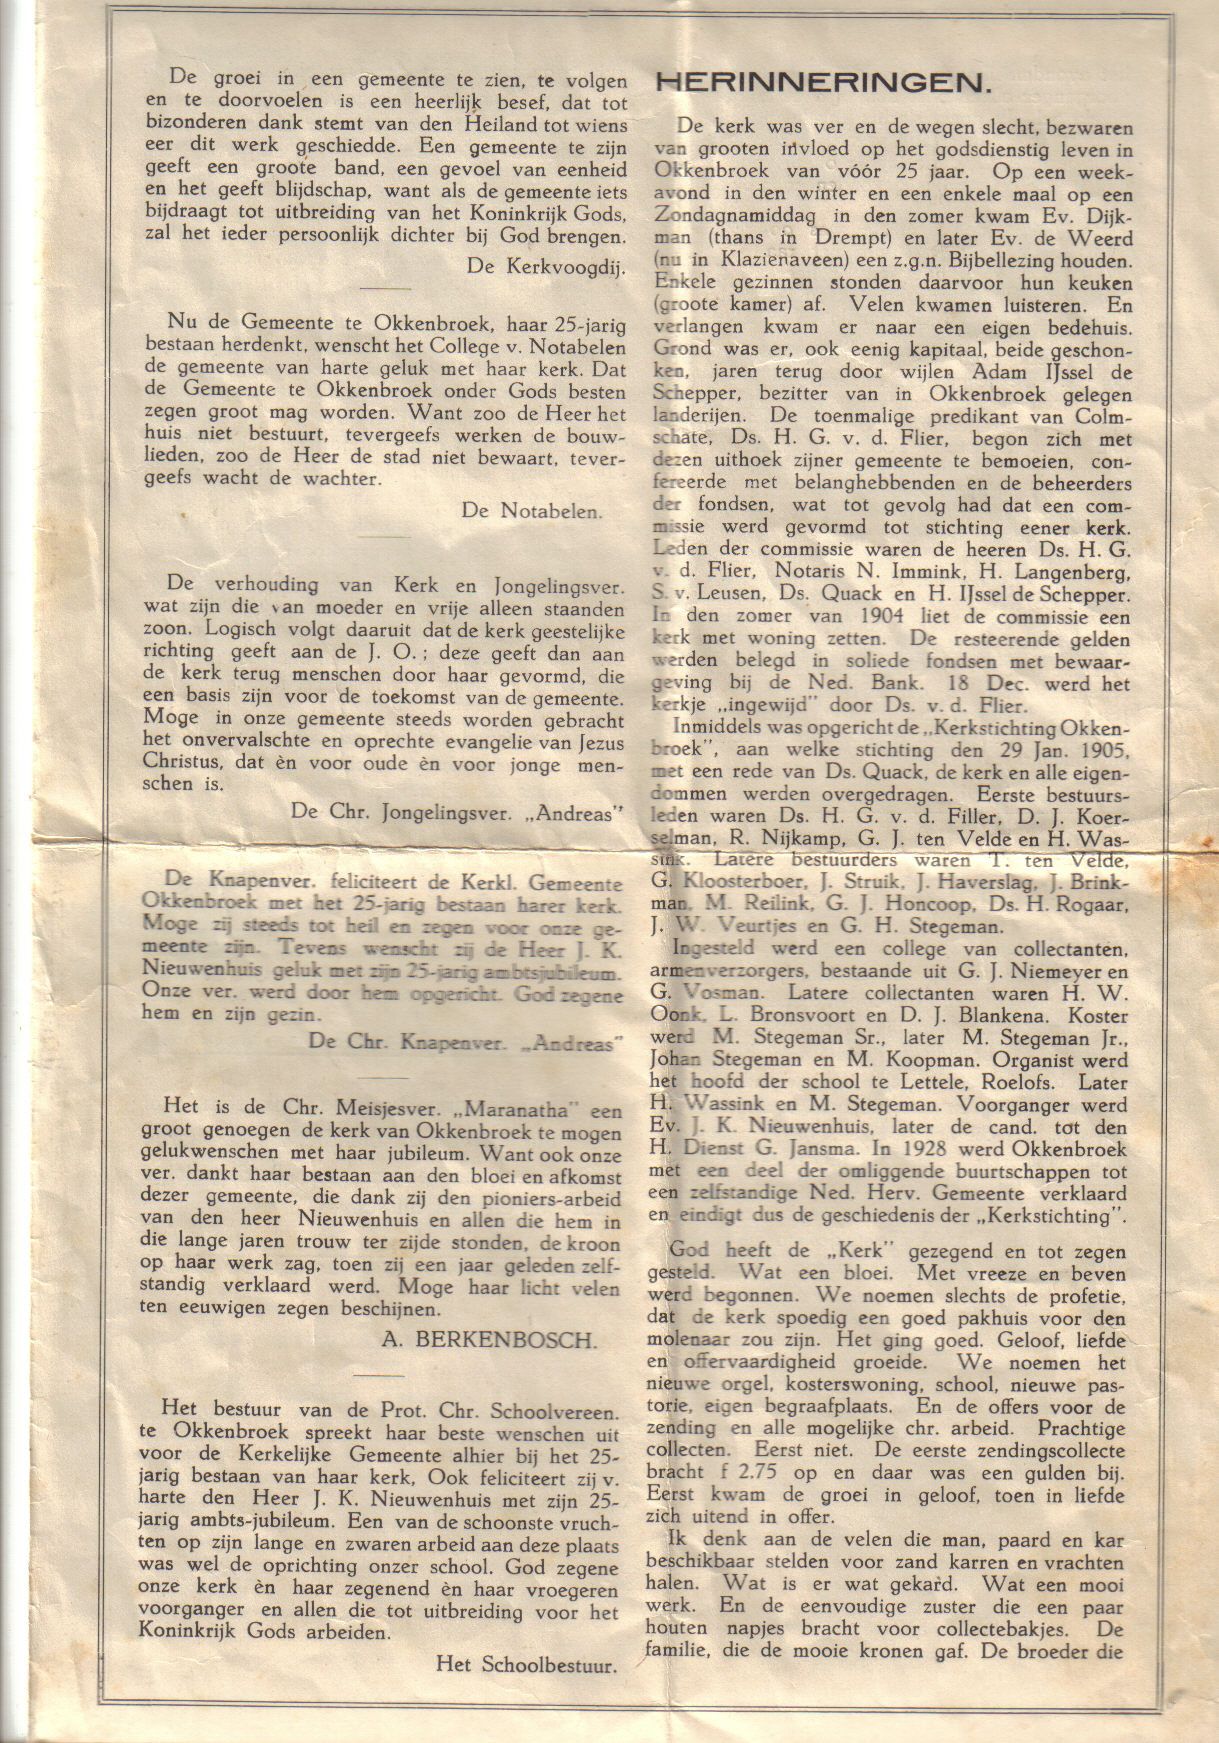 De groei in een gemeente te zien, te volgen
en te doorvoelen is een heerlijk besef, dat tot
bizonderen dank stemt van den Heiland tot wiens
eer dit werk geschiedde. Een gemeente te zijn
geeft een groote band, een gevoel van eenheid
en het geeft blijdschap, want als de gemeente iets
bijdraagt tot uitbreiding van het Koninkrijk Gods,
zal het ieder persoonlijk dichter bij God brengen.
De Kerkvoogdij.
Nu de Gemeente te Okkenbroek, haar 25-jarig
bestaan herdenkt, wenscht het College v. Notabelen
de gemeente van harte geluk met haar kerk. Dat
de Gemeente te Okkenbroek onder Gods besten
zegen groot mag worden. Want zoo de Heer het
huis niet bestuurt, tevergeefs werken de bouw-
lieden, zoo de Heer de stad niet bewaart, tever-
geefs wacht de wachter.
De Notabelen.
De verhouding van Kerk en Jongelingsver.
wat zijn die van moeder en vrije alleen staanden
zoon. Logisch volgt daaruit dat de kerk geestelijke
richting geeft aan de J. O.; deze geeft dan aan
de kerk terug menschen door haar gevormd, die
een basis zijn voor de toekomst van de gemeente.
Moge in onze gemeente steeds worden gebracht
het onvervalschte en oprechte evangelie van Jezus
Christus, dat èn voor oude èn voor jonge men-
schen is.
De Chr. Jongelingsver. „Andreas"
De Knapenver. feliciteert de Kerkl. Gemeente
Okkenbroek met het 25-jarig bestaan harer kerk.
Moge zij steeds tot heil en zegen voor onze ge-
meente zijn. Tevens wenscht zij de Heer J. K.
Nieuwenhuis geluk met zijn 25-jarig ambtsjubileum.
Onze ver. werd door hem opgericht. God zegene
hem en zijn gezin.
De Chr. Knapenver. „Andreas"
Het is de Chr. Meisjesver. „Maranatha" een
groot genoegen de kerk van Okkenbroek te mogen
gelukwenschen met haar jubileum. Want ook onze
ver. dankt haar bestaan aan den bloei en afkomst
dezer gemeente, die dank zij den pioniers-arbeid
van den heer Nieuwenhuis en allen die hem in
die lange jaren trouw ter zijde stonden, de kroon
op haar werk zag, toen zij een jaar geleden zelf-
standig verklaard werd. Moge haar licht velen
ten eeuwigen zegen beschijnen.
A. BERKENBOSCH.
Het bestuur van de Prot. Chr. Schoolvereen.
te Okkenbroek spreekt haar beste wenschen uit
voor de Kerkelijke Gemeente alhier bij het 25-
jarig bestaan van haar kerk, Ook feliciteert zij v.
harte den Heer J. K. Nieuwenhuis met zijn 25-
jarig ambts-jubileum. Een van de schoonste vruch-
ten op zijn lange en zwaren arbeid aan deze plaats
was wel de oprichting onzer school. God zegene
onze kerk èn haar zegenend èn haar vroegeren
voorganger en allen die tot uitbreiding voor het
Koninkrijk Gods arbeiden.
Het Schoolbestuur.
HERINNERINGEN.
De kerk was ver en de wegen slecht, bezwaren
van grooten invloed op het godsdienstig leven in
Okkenbroek van vóór 25 jaar. Op een week-
avond in den winter en een enkele maal op een
Zondagnamiddag in den zomer kwam Ev. Dijk-
man (thans in Drempt) en later Ev. de Weerd
(nu in Klazienaveen) een z.g.n. Bijbellezing houden.
Enkele gezinnen stonden daarvoor hun keuken
(groote kamer) af. Velen kwamen luisteren. En
verlangen kwam er naar een eigen bedehuis.
Grond was er, ook eenig kapitaal, beide geschon-
ken, jaren terug door wijlen Adam IJssel de
Schepper, bezitter van in Okkenbroek gelegen
landerijen. De toenmalige predikant van Colm-
schate, Ds. H. G. v. d. Flier, begon zich met
dezen uithoek zijner gemeente te bemoeien, con-
fereerde met belanghebbenden en de beheerders
der fondsen, wat tot gevolg had dat een com-
missie werd gevormd tot stichting eener kerk.
Leden der commissie waren de heeren Ds. H. G.
v. d. Flier, Notaris N. Immink, H. Langenberg,
S. v. Leusen, Ds. Quack en H. IJssel de Schepper.
In den zomer van 1904 liet de commissie een
kerk met woning zetten. De resteerende gelden
werden belegd in soliede fondsen met bewaar-
geving bij de Ned. Bank. 18 Dec. werd het
kerkje „ingewijd" door Ds. v. d. Flier.
Inmiddels was opgericht de „Kerkstichting Okken-
broek", aan welke stichting den 29 Jan. 1905,
met een rede van Ds. Quack, de kerk en alle eigen-
dommen werden overgedragen. Eerste bestuurs-
leden waren Ds. H. G. v. d. Filler, D. J. Koer-
selman, R. Nijkamp, G. J. ten Velde en H. Was-
sink. Latere bestuurders waren T. ten Velde,
G. Kloosterboer, J. Struik, J. Haverslag, J. Brink-
man, M. Reilink, G. J. Honcoop, Ds. H. Rogaar,
J. W. Veurtjes en G. H. Stegeman.
Ingesteld werd een college van collectanten,
armenverzorgers, bestaande uit G. J. Niemeyer en
G. Vosman. Latere collectanten waren H. W.
Oonk, L. Bronsvoort en D. J. Blankena. Koster
werd M. Stegeman Sr., later M. Stegeman Jr.,
Johan Stegeman en M. Koopman. Organist werd
het hoofd der school te Lettele, Roelofs. Later
H. Wassink en M. Stegeman. Voorganger werd
Ev. J. K. Nieuwenhuis, later de cand. tot den
H. Dienst G. Jansma. In 1928 werd Okkenbroek
met een deel der omliggende buurtschappen tot
een zelfstandige Ned. Herv. Gemeente verklaard
en eindigt dus de geschiedenis der „Kerkstichting".
God heeft de „Kerk" gezegend en tot zegen
gesteld. Wat een bloei. Met vreeze en beven
werd begonnen. We noemen slechts de profetie,
dat de kerk spoedig een goed pakhuis voor den
molenaar zou zijn. Het ging goed. Geloof, liefde
en offervaardigheid groeide. We noemen het
nieuwe orgel, kosterswoning, school, nieuwe pas-
torie, eigen begraafplaats. En de offers voor de
zending en alle mogelijke chr. arbeid. Prachtige
collecten. Eerst niet. De eerste zendingscollecte
bracht f 2.75 op en daar was een gulden bij.
Eerst kwam de groei in geloof, toen in liefde
zich uitend in offer.
Ik denk aan de velen die man, paard en kar
beschikbaar stelden voor zand karren en vrachten
halen. Wat is er wat gekard. Wat een mooi
werk. En de eenvoudige zuster die een paar
houten napjes bracht voor collectebakjes. De
familie, die de mooie kronen gaf. De broeder die